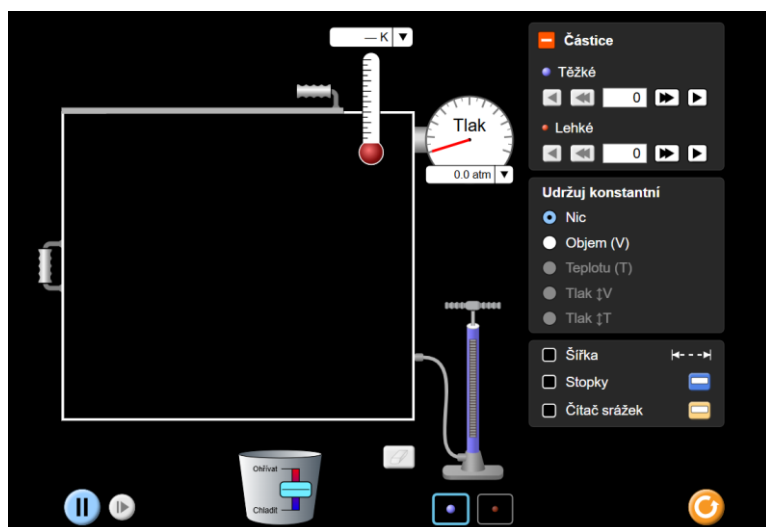 — K
Tlak
0.0 atm
Ohřívat
Chladit
Částice
Těžké
0
Lehké
0
Udržuj konstantní
Nic
Objem (V)
Teplotu (T)
Tlak ↕V
Tlak ↕T
Šířka
Stopky
Čítač srážek